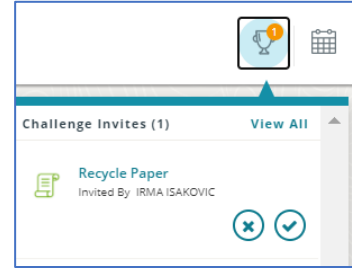 1
Challenge Invites (1) View All
Recycle Paper
Invited By IRMA ISAKOVIC